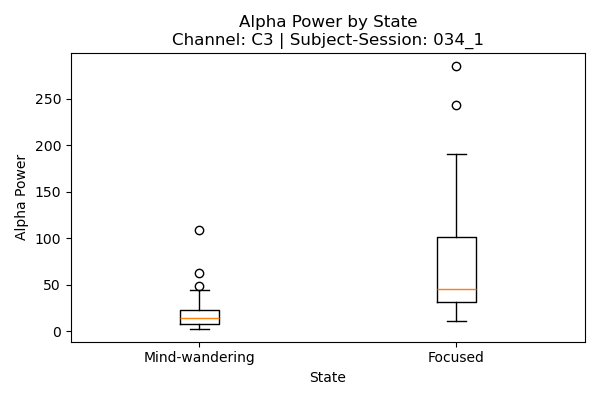 Alpha Power by State
Channel: C3 | Subject-Session: 034_1
Alpha Power
250
200
150
100
50
0
Mind-wandering
Focused
State